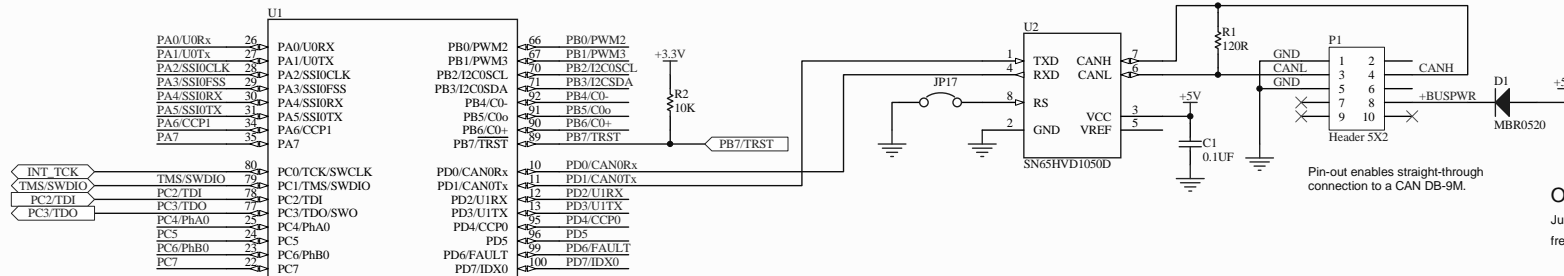 U1
PA0/U0Rx 26 PA0/U0RX PB0/PWM2 66 PB0/PWM2
PA1/U0Tx 27 PA1/U0TX PB1/PWM3 67 PB1/PWM3
PA2/SSI0CLK 28 PA2/SSI0CLK PB2/I2C0SCL 70 PB2/I2C0SCL
PA3/SSI0FSS 29 PA3/SSI0FSS PB3/I2C0SDA 71 PB3/I2CSDA
PA4/SSI0RX 30 PA4/SSI0RX PB4/C0- 92 PB4/C0-
PA5/SSI0TX 31 PA5/SSI0TX PB5/C0o 91 PB5/C0o
PA6/CCP1 34 PA6/CCP1 PB6/C0+ 90 PB6/C0+
PA7 35 PA7 PB7/TRST 89 PB7/TRST
INT_TCK 80 PC0/TCK/SWCLK PD0/CAN0RX 10 PD0/CAN0Rx
TMS/SWDIO TMS/SWDIO 79 PC1/TMS/SWDIO PD1/CAN0TX 11 PD1/CAN0Tx
PC2/TDI PC2/TDI 78 PC2/TDI PD2/U1RX 12 PD2/U1RX
PC3/TDO PC3/TDO 77 PC3/TDO/SWO PD3/U1TX 13 PD3/U1TX
PC4/PhA0 25 PC4/PhA0 PD4/CCP0 95 PD4/CCP0
PC5 24 PC5 PD5 96 PD5
PC6/PhB0 23 PC6/PhB0 PD6/FAULT 99 PD6/FAULT
PC7 22 PC7 PD7/IDX0 100 PD7/IDX0
+3.3V
R2
10K
JP17
U2
1 TXD CANH 7
4 RXD CANL 6
8 RS
VCC 3
2 GND VREF 5
SN65HVD1050D
+5V
C1
0.1UF
R1
120R
P1
GND 1 2
CANL 3 4 CANH
GND 5 6
7 8 +BUSPWR
9 10
Header 5X2
D1
MBR0520
+5
Pin-out enables straight-through
connection to a CAN DB-9M.
O
Ju
fre